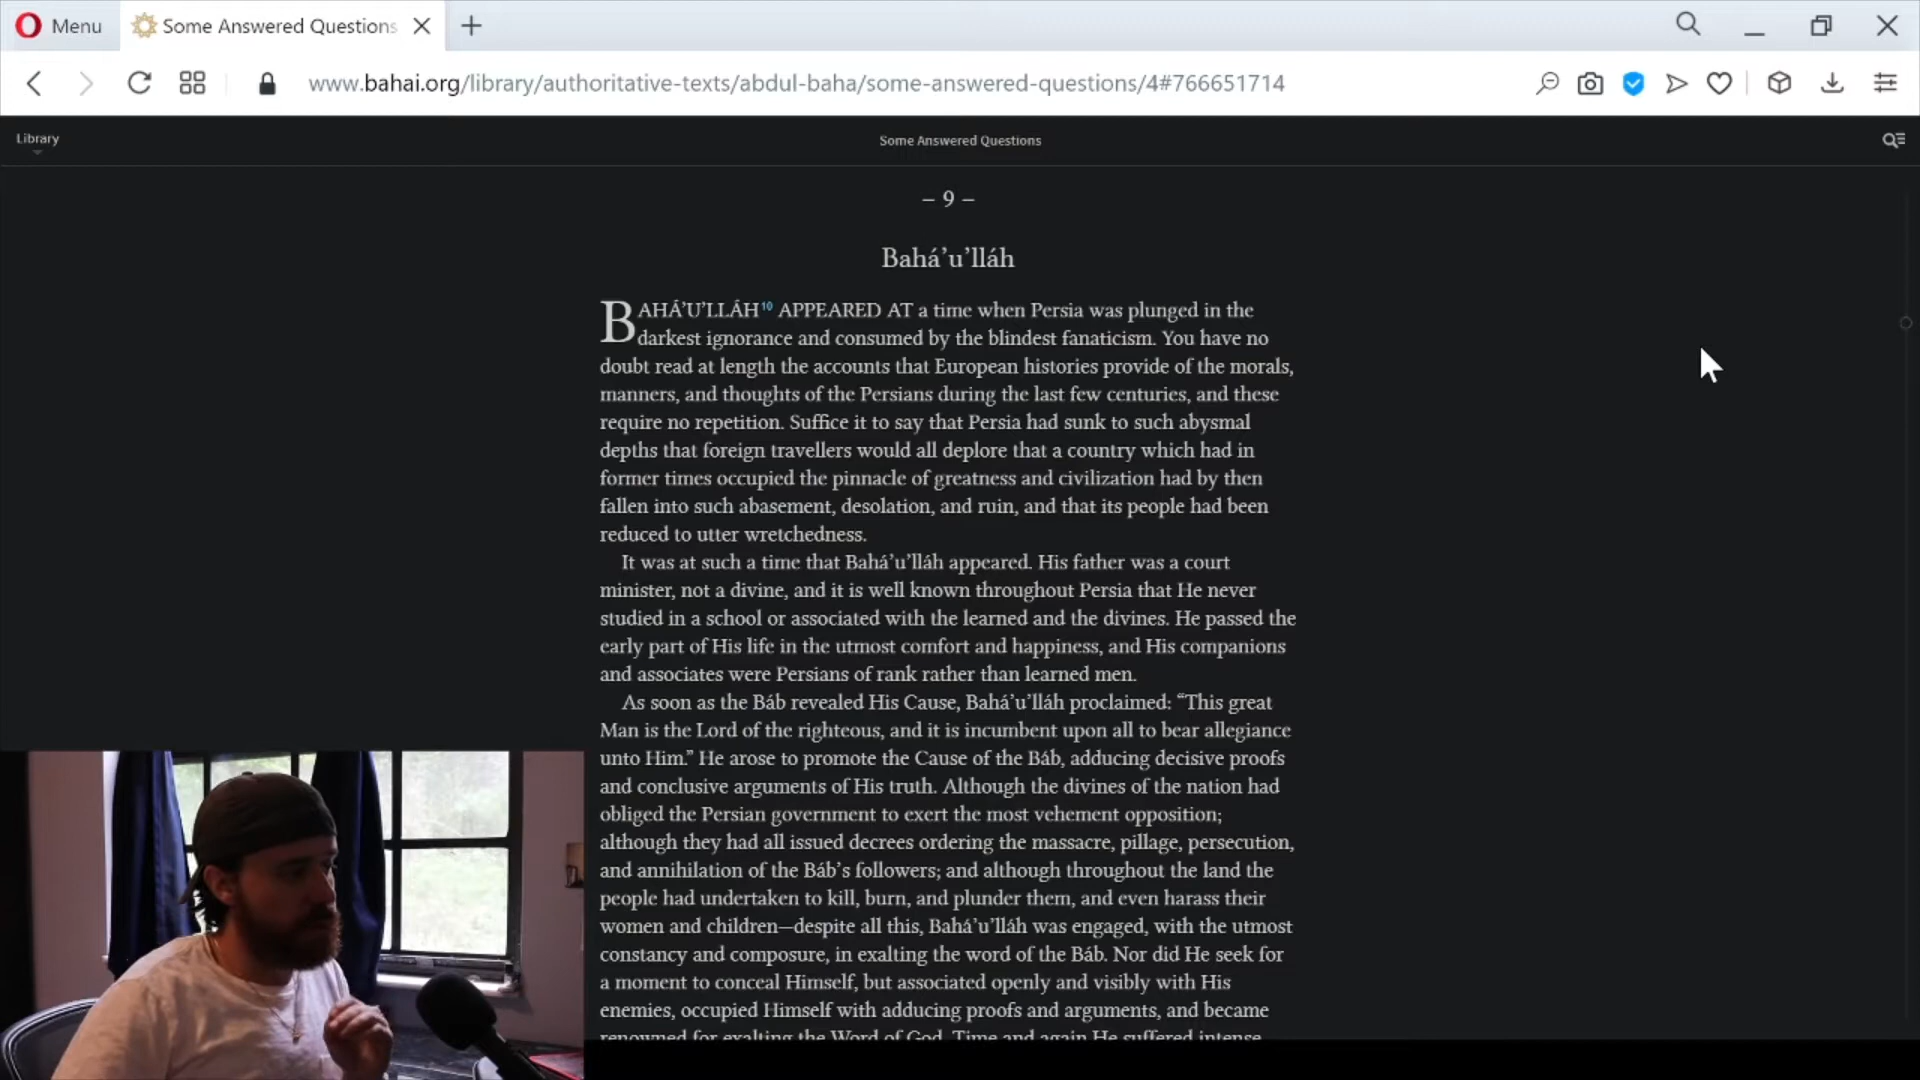 Menu
Some Answered Questions
www.bahai.org/library/authoritative-texts/abdul-baha/some-answered-questions/4#766651714
Library
Some Answered Questions
– 9 –
Bahá’u’lláh
BAHÁ’U’LLÁH10 APPEARED AT a time when Persia was plunged in the
darkest ignorance and consumed by the blindest fanaticism. You have no
doubt read at length the accounts that European histories provide of the morals,
manners, and thoughts of the Persians during the last few centuries, and these
require no repetition. Suffice it to say that Persia had sunk to such abysmal
depths that foreign travellers would all deplore that a country which had in
former times occupied the pinnacle of greatness and civilization had by then
fallen into such abasement, desolation, and ruin, and that its people had been
reduced to utter wretchedness.
It was at such a time that Bahá’u’lláh appeared. His father was a court
minister, not a divine, and it is well known throughout Persia that He never
studied in a school or associated with the learned and the divines. He passed the
early part of His life in the utmost comfort and happiness, and His companions
and associates were Persians of rank rather than learned men.
As soon as the Báb revealed His Cause, Bahá’u’lláh proclaimed: “This great
Man is the Lord of the righteous, and it is incumbent upon all to bear allegiance
unto Him.” He arose to promote the Cause of the Báb, adducing decisive proofs
and conclusive arguments of His truth. Although the divines of the nation had
obliged the Persian government to exert the most vehement opposition;
although they had all issued decrees ordering the massacre, pillage, persecution,
and annihilation of the Báb’s followers; and although throughout the land the
people had undertaken to kill, burn, and plunder them, and even harass their
women and children—despite all this, Bahá’u’lláh was engaged, with the utmost
constancy and composure, in exalting the word of the Báb. Nor did He seek for
a moment to conceal Himself, but associated openly and visibly with His
enemies, occupied Himself with adducing proofs and arguments, and became
renowned for exalting the Word of God. Time and again He suffered intense